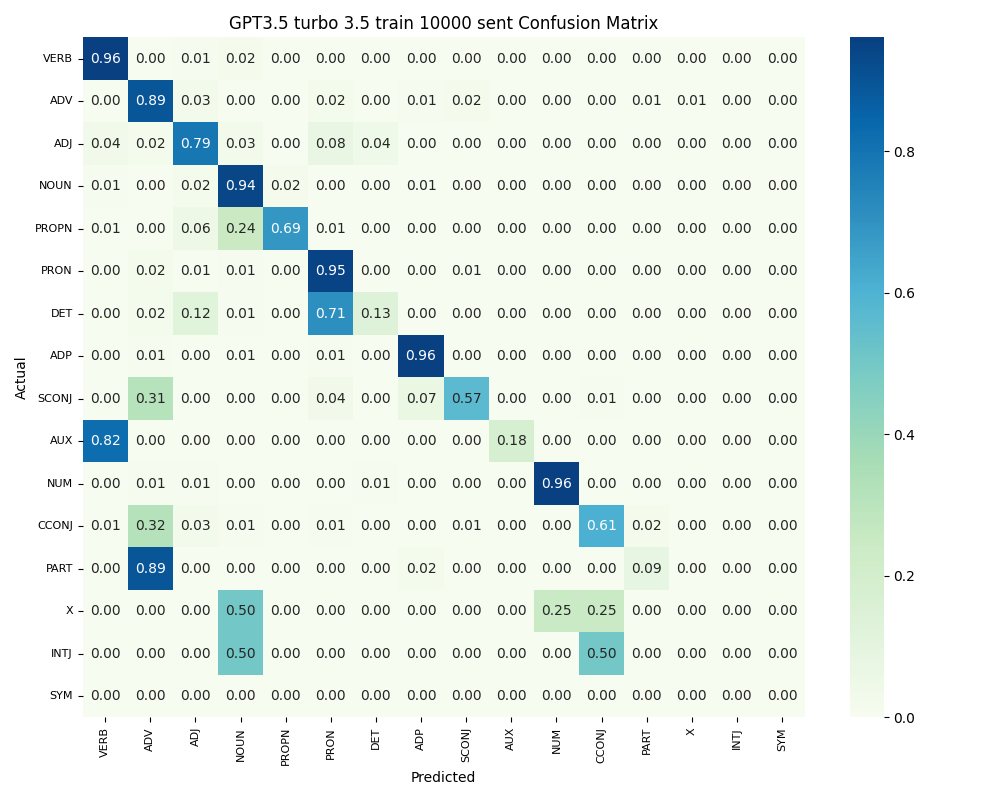 GPT3.5 turbo 3.5 train 10000 sent Confusion Matrix
VERB 0.96 0.00 0.01 0.02 0.00 0.00 0.00 0.00 0.00 0.00 0.00 0.00 0.00 0.00 0.00 0.00
ADV 0.00 0.89 0.03 0.00 0.00 0.02 0.00 0.01 0.02 0.00 0.00 0.00 0.01 0.01 0.00 0.00
ADJ 0.04 0.02 0.79 0.03 0.00 0.08 0.04 0.00 0.00 0.00 0.00 0.00 0.00 0.00 0.00 0.00
NOUN 0.01 0.00 0.02 0.94 0.02 0.00 0.00 0.01 0.00 0.00 0.00 0.00 0.00 0.00 0.00 0.00
PROPN 0.01 0.00 0.06 0.24 0.69 0.01 0.00 0.00 0.00 0.00 0.00 0.00 0.00 0.00 0.00 0.00
PRON 0.00 0.02 0.01 0.01 0.00 0.95 0.00 0.00 0.01 0.00 0.00 0.00 0.00 0.00 0.00 0.00
DET 0.00 0.02 0.12 0.01 0.00 0.71 0.13 0.00 0.00 0.00 0.00 0.00 0.00 0.00 0.00 0.00
ADP 0.00 0.01 0.00 0.01 0.00 0.01 0.00 0.96 0.00 0.00 0.00 0.00 0.00 0.00 0.00 0.00
SCONJ 0.00 0.31 0.00 0.00 0.00 0.04 0.00 0.07 0.57 0.00 0.00 0.01 0.00 0.00 0.00 0.00
AUX 0.82 0.00 0.00 0.00 0.00 0.00 0.00 0.00 0.00 0.18 0.00 0.00 0.00 0.00 0.00 0.00
NUM 0.00 0.01 0.01 0.00 0.00 0.00 0.01 0.00 0.00 0.00 0.96 0.00 0.00 0.00 0.00 0.00
CCONJ 0.01 0.32 0.03 0.01 0.00 0.01 0.00 0.00 0.01 0.00 0.00 0.61 0.02 0.00 0.00 0.00
PART 0.00 0.89 0.00 0.00 0.00 0.00 0.00 0.02 0.00 0.00 0.00 0.00 0.09 0.00 0.00 0.00
X 0.00 0.00 0.00 0.50 0.00 0.00 0.00 0.00 0.00 0.00 0.25 0.25 0.00 0.00 0.00 0.00
INTJ 0.00 0.00 0.00 0.50 0.00 0.00 0.00 0.00 0.00 0.00 0.00 0.50 0.00 0.00 0.00 0.00
SYM 0.00 0.00 0.00 0.00 0.00 0.00 0.00 0.00 0.00 0.00 0.00 0.00 0.00 0.00 0.00 0.00
VERB ADV ADJ NOUN PROPN PRON DET ADP SCONJ AUX NUM CCONJ PART X INTJ SYM
Predicted
Actual
0.8
0.6
0.4
0.2
0.0